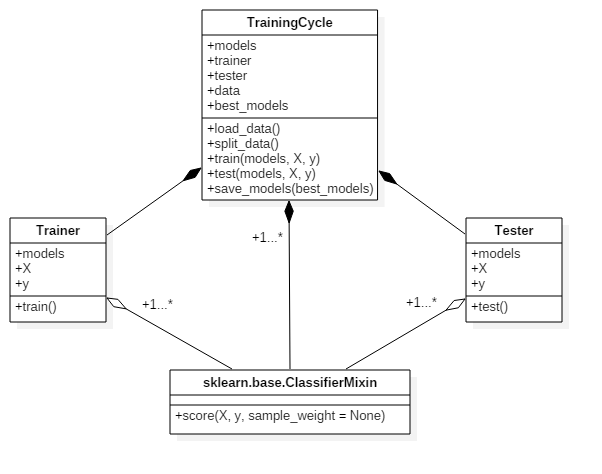 TrainingCycle
+models
+trainer
+tester
+data
+best_models
+load_data()
+split_data()
+train(models, X, y)
+test(models, X, y)
+save_models(best_models)
Trainer
+models
+X
+y
+train()
+1...*
+1...*
+1...*
Tester
+models
+X
+y
+test()
sklearn.base.ClassifierMixin
+score(X, y, sample_weight = None)